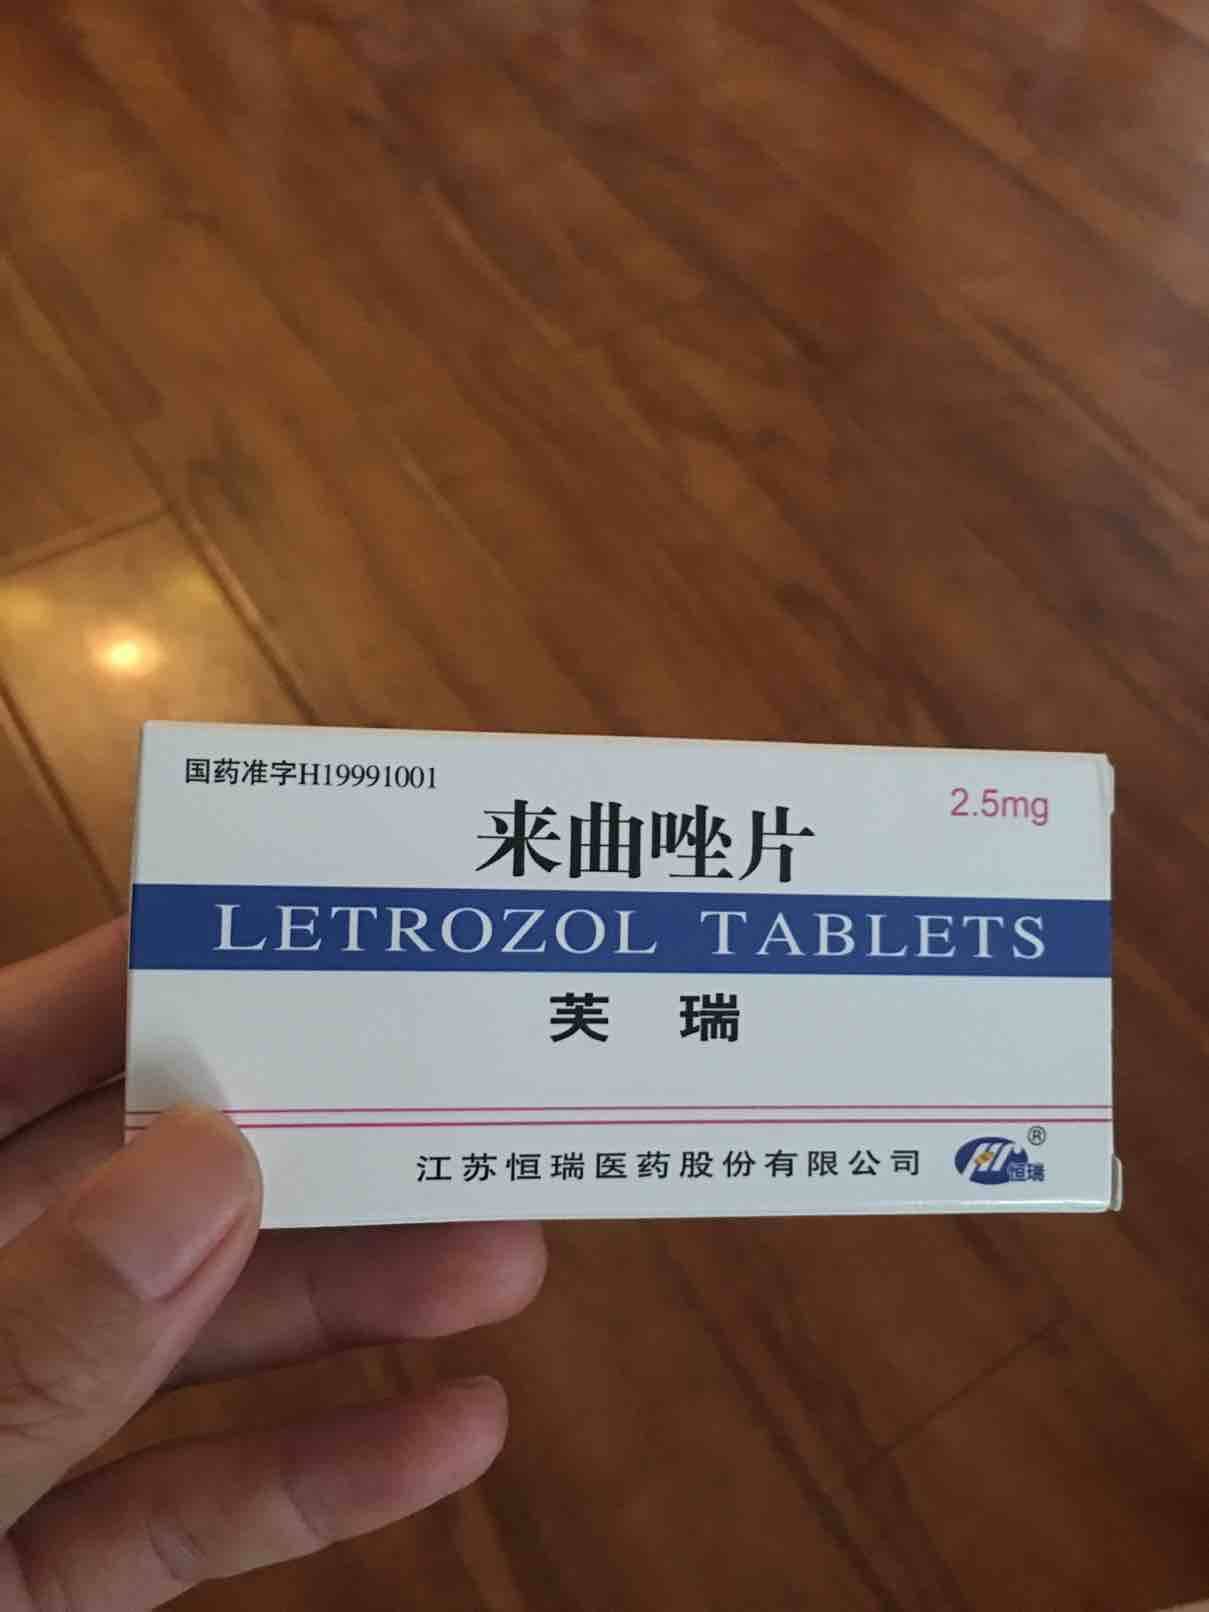 国药准字H19991001
2.5mg
来曲唑片
LETROZOL TABLETS
芙 瑞
江苏恒瑞医药股份有限公司
恒瑞
®